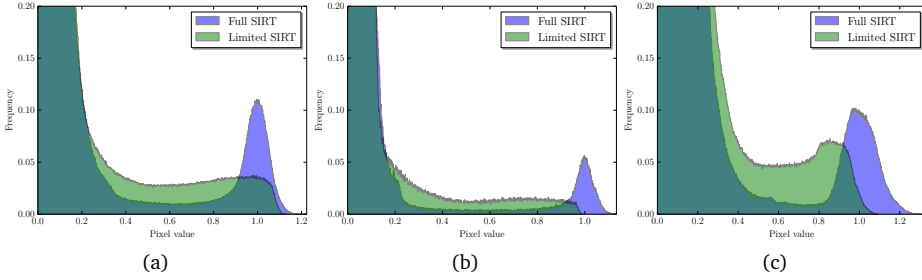 0.20
0.15
0.10
0.05
0.00
Frequency
0.0 0.2 0.4 0.6 0.8 1.0 1.2
Pixel value
Full SIRT
Limited SIRT
(a)
0.20
0.15
0.10
0.05
0.00
Frequency
0.0 0.2 0.4 0.6 0.8 1.0
Pixel value
Full SIRT
Limited SIRT
(b)
0.20
0.15
0.10
0.05
0.00
Frequency
0.0 0.2 0.4 0.6 0.8 1.0 1.2
Pixel value
Full SIRT
Limited SIRT
(c)